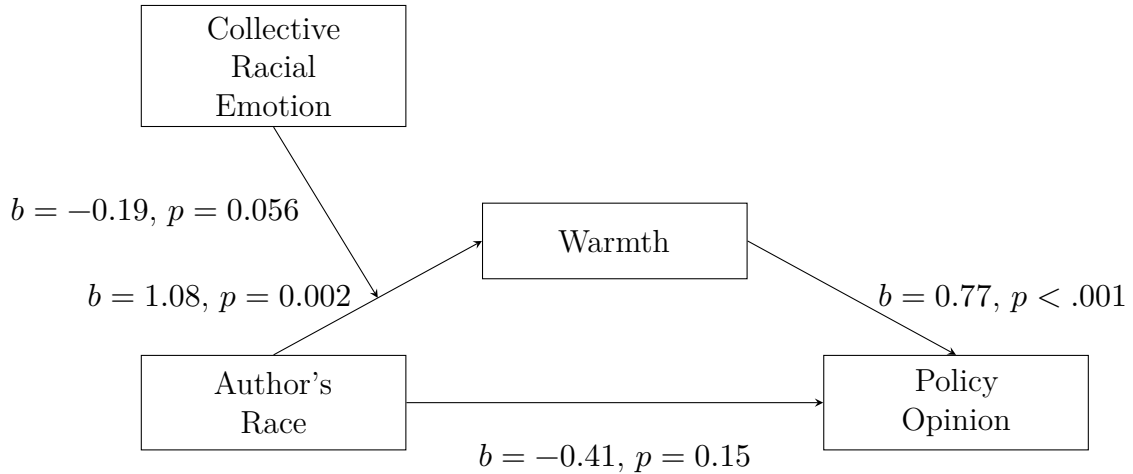 Collective
Racial
Emotion
b = −0.19, p = 0.056
Warmth
b = 1.08, p = 0.002
b = 0.77, p < .001
Author's
Race
Policy
Opinion
b = −0.41, p = 0.15